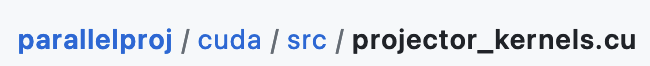 parallelproj / cuda / src / projector_kernels.cu